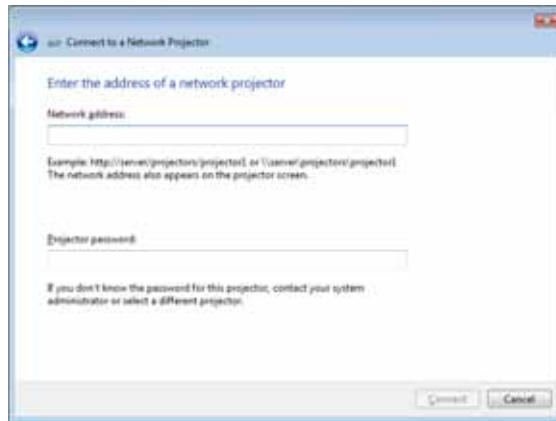 Connect to a Network Projector
Enter the address of a network projector
Network address:
Example: http://server/projectors/projector1 or \\server\projectors\projector1
The network address also appears on the projector screen.
Projector password:
If you don't know the password for this projector, contact your system
administrator or select a different projector.
Connect
Cancel